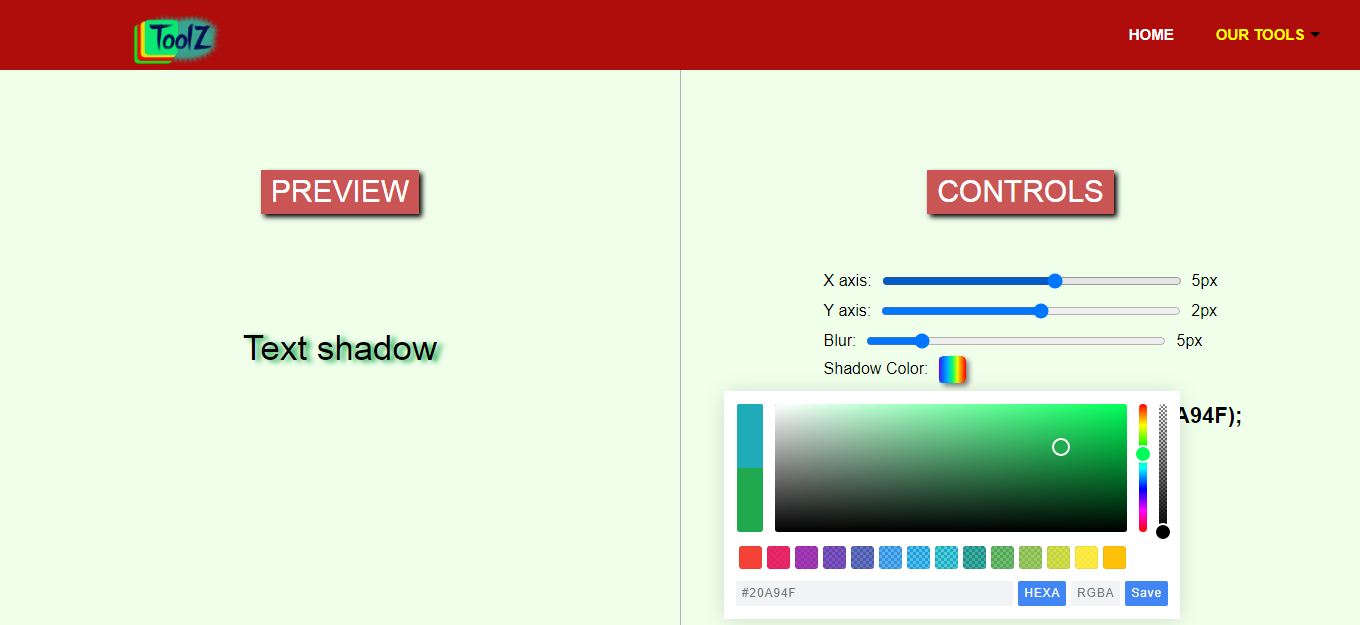 ToolZ
HOME OUR TOOLS
PREVIEW
CONTROLS
X axis: 5px
Y axis: 2px
Blur: 5px
Shadow Color:
Text shadow
A94F);
#20A94F HEXA RGBA Save